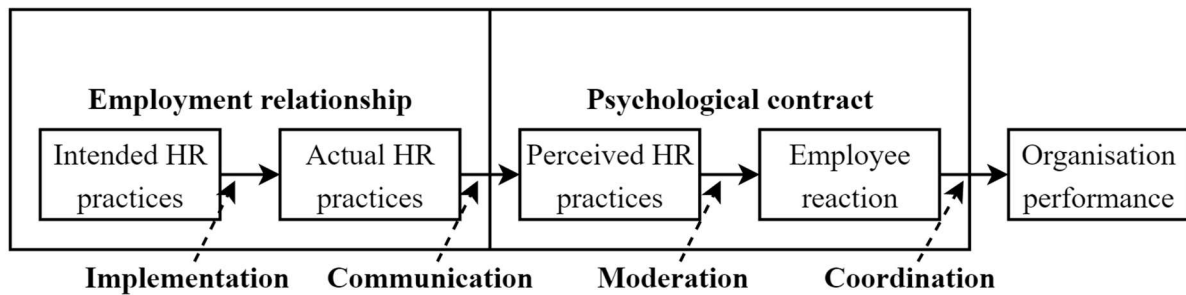 Employment relationship
Psychological contract
Intended HR
practices
Actual HR
practices
Perceived HR
practices
Employee
reaction
Organisation
performance
Implementation
Communication
Moderation
Coordination